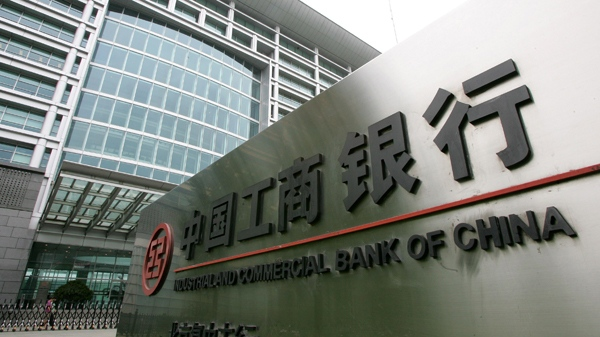 中国工商银行
INDUSTRIAL AND COMMERCIAL BANK OF CHINA